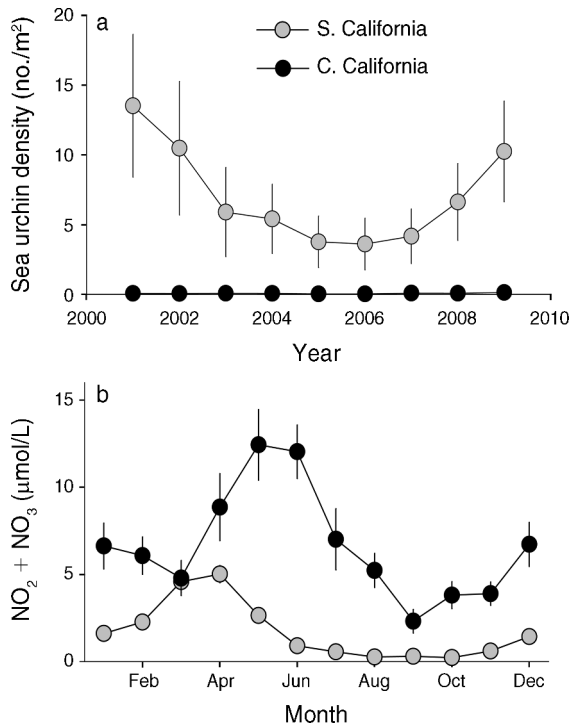 a
S. California
C. California
Sea urchin density (no./m²)
20
15
10
5
0
2000 2002 2004 2006 2008 2010
Year
b
NO₂ + NO₃ (μmol/L)
15
10
5
0
Feb Apr Jun Aug Oct Dec
Month